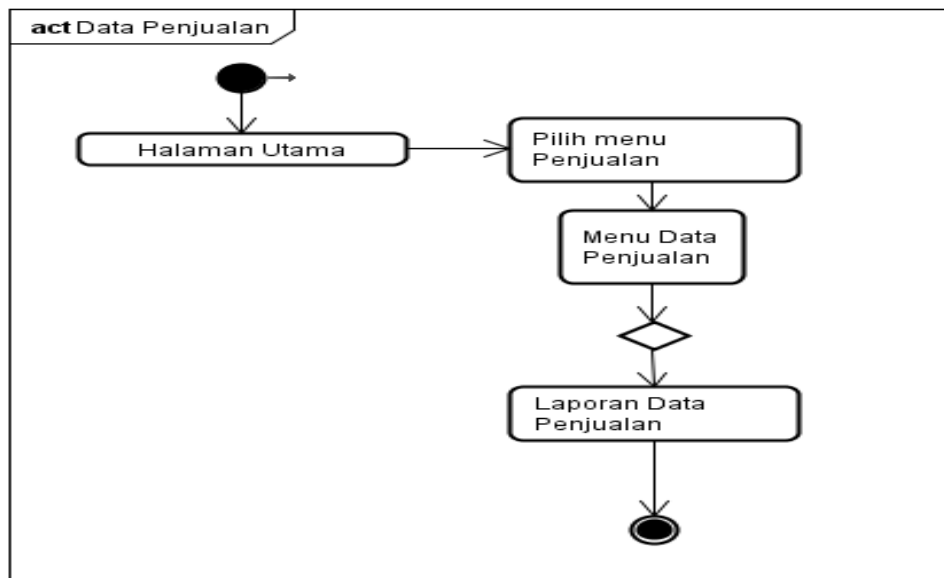 act Data Penjualan
Halaman Utama
Pilih menu
Penjualan
Menu Data
Penjualan
Laporan Data
Penjualan